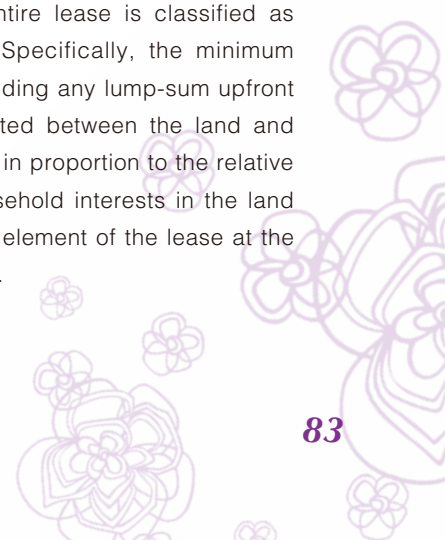 ntire lease is classified as
Specifically, the minimum
ding any lump-sum upfront
ted between the land and
in proportion to the relative
sehold interests in the land
element of the lease at the
.
83